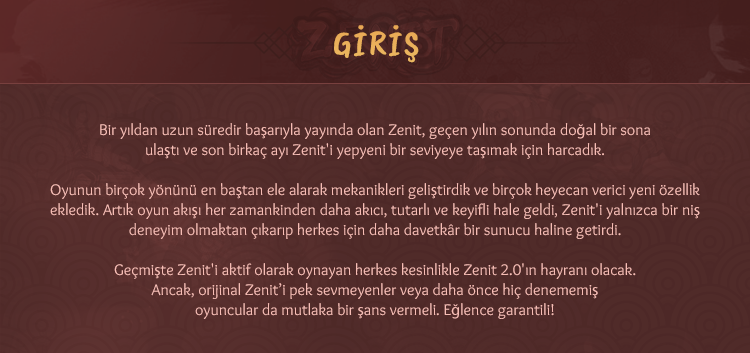 GİRİŞ
Bir yıldan uzun süredir başarıyla yayında olan Zenit, geçen yılın sonunda doğal bir sona
ulaştı ve son birkaç ayı Zenit'i yepyeni bir seviyeye taşımak için harcadık.
Oyunun birçok yönünü en baştan ele alarak mekanikleri geliştirdik ve birçok heyecan verici yeni özellik
ekledik. Artık oyun akışı her zamankinden daha akıcı, tutarlı ve keyifli hale geldi, Zenit'i yalnızca bir niş
deneyim olmaktan çıkarıp herkes için daha davetkâr bir sunucu haline getirdi.
Geçmişte Zenit'i aktif olarak oynayan herkes kesinlikle Zenit 2.0'ın hayranı olacak.
Ancak, orijinal Zenit’i pek sevmeyenler veya daha önce hiç denememiş
oyuncular da mutlaka bir şans vermeli. Eğlence garantili!